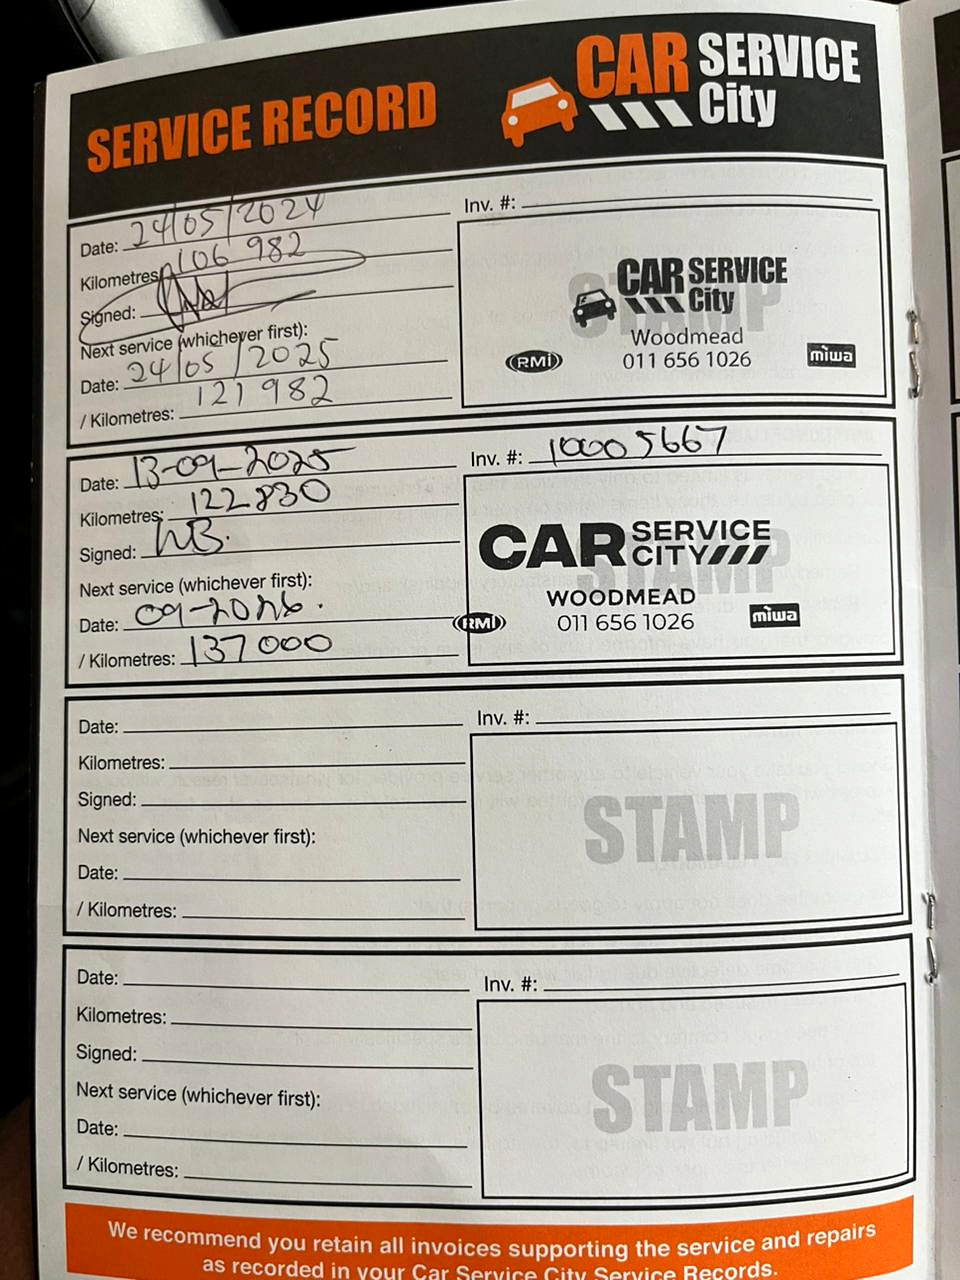 SERVICE RECORD
CAR SERVICE City
Date: 24/05/2024
Inv. #:
Kilometres: 106 982
Signed:
Next service (whichever first):
Date: 24/05/2025
/ Kilometres: 121 982
STAMP
CAR SERVICE City
Woodmead
RMi 011 656 1026 miwa
Date: 13-09-2025
Inv. #: 10005667
Kilometres: 122830
Signed:
Next service (whichever first):
Date: 09-2026.
/ Kilometres: 137000
STAMP
CAR SERVICE
CITY
WOODMEAD
RMi 011 656 1026 miwa
Date:
Inv. #:
Kilometres:
Signed:
Next service (whichever first):
Date:
/ Kilometres:
STAMP
Date:
Inv. #:
Kilometres:
Signed:
Next service (whichever first):
Date:
/ Kilometres:
STAMP
We recommend you retain all invoices supporting the service and repairs
as recorded in your Car Service City Service Records.